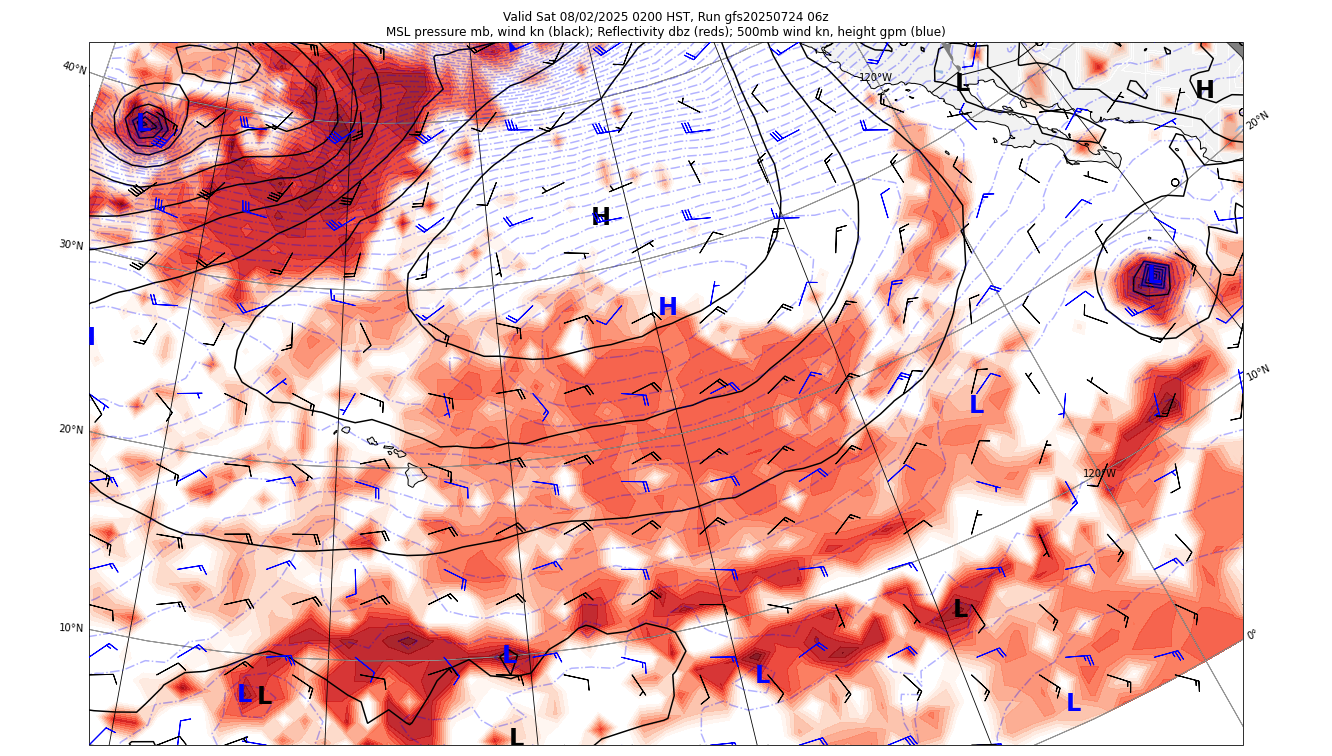 Valid Sat 08/02/2025 0200 HST, Run gfs20250724 06z
MSL pressure mb, wind kn (black); Reflectivity dbz (reds); 500mb wind kn, height gpm (blue)
L
40°N
120°W
L
H
L
20°N
H
30°N
L
H
H
10°N
L
20°N
120°W
L
10°N
0°
L
L
L
L
L
L